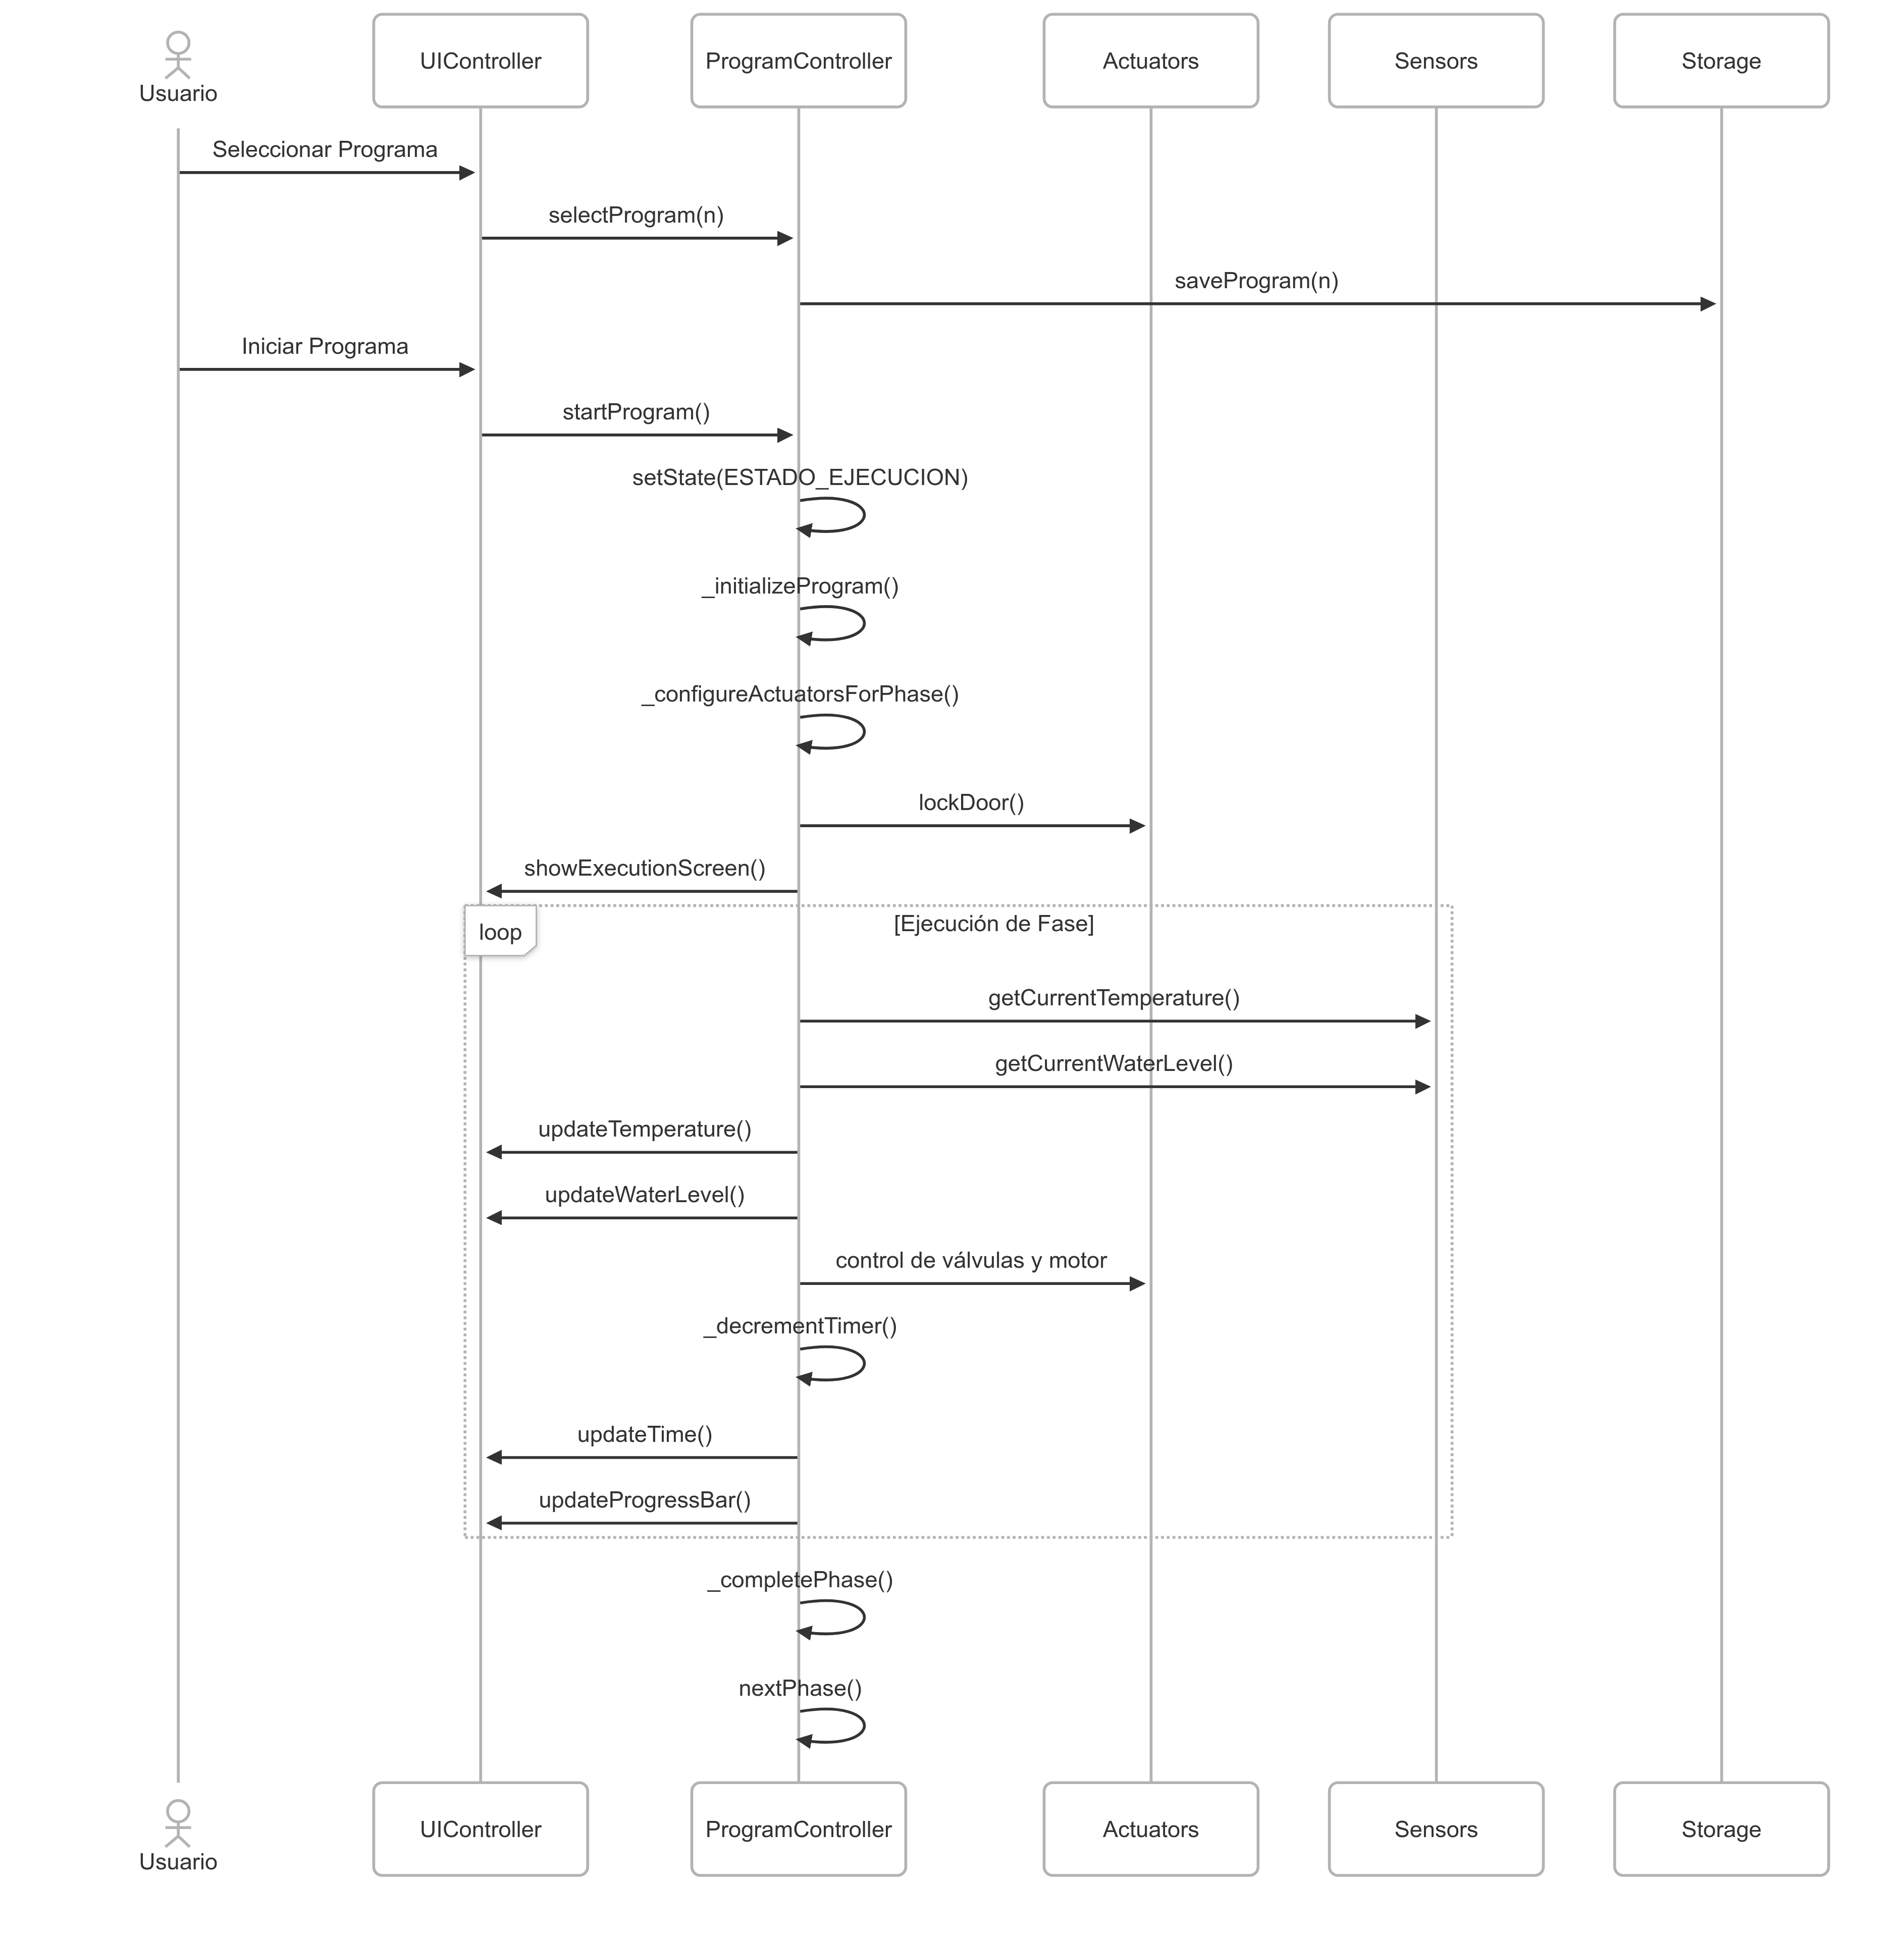 Usuario
UIController
ProgramController
Actuators
Sensors
Storage
Seleccionar Programa
selectProgram(n)
saveProgram(n)
Iniciar Programa
startProgram()
setState(ESTADO_EJECUCION)
_initializeProgram()
_configureActuatorsForPhase()
lockDoor()
showExecutionScreen()
loop
[Ejecución de Fase]
getCurrentTemperature()
getCurrentWaterLevel()
updateTemperature()
updateWaterLevel()
control de válvulas y motor
_decrementTimer()
updateTime()
updateProgressBar()
_completePhase()
nextPhase()
Usuario
UIController
ProgramController
Actuators
Sensors
Storage